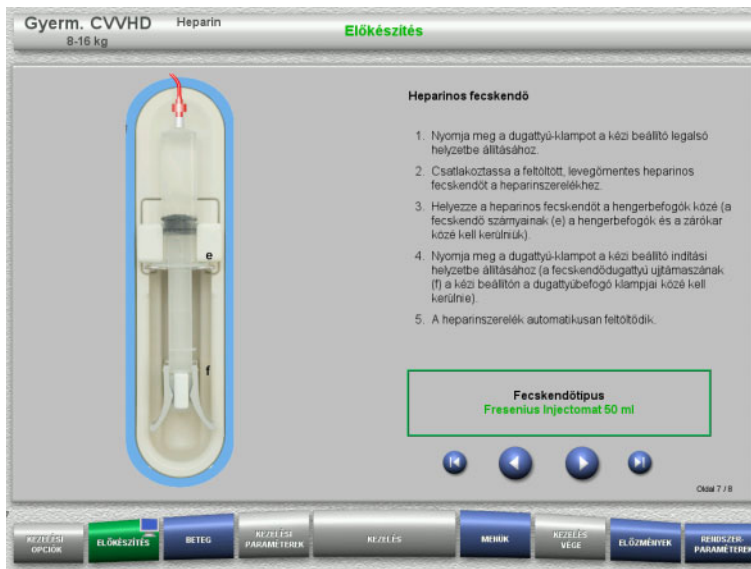 Gyerm. CVVHD
Heparin
8-16 kg
Előkészítés
Heparinos fecskendő
1. Nyomja meg a dugattyú-klampot a kézi beállító legalsó
helyzetbe állításához.
2. Csatlakoztassa a feltöltött, levegőmentes heparinos
fecskendőt a heparinszerelékhez.
3. Helyezze a heparinos fecskendőt a hengerbefogók közé (a
fecskendő szárnyainak (e) a hengerbefogók és a zárókar
közé kell kerülniük).
4. Nyomja meg a dugattyú-klampot a kézi beállító indítási
helyzetbe állításához (a fecskendődugattyú ujjtámaszának
(f) a kézi beállítón a dugattyúbefogó klampjai közé kell
kerülnie).
5. A heparinszerelék automatikusan feltöltődik.
e
f
Fecskendőtípus
Fresenius Injectomat 50 ml
Oldal 7 / 8
KEZELÉSI
OPCIÓK
ELŐKÉSZÍTÉS
BETEG
KEZELÉSI
PARAMÉTEREK
KEZELÉS
MENÜK
KEZELÉS
VÉGE
ELŐZMÉNYEK
RENDSZER-
PARAMÉTEREK